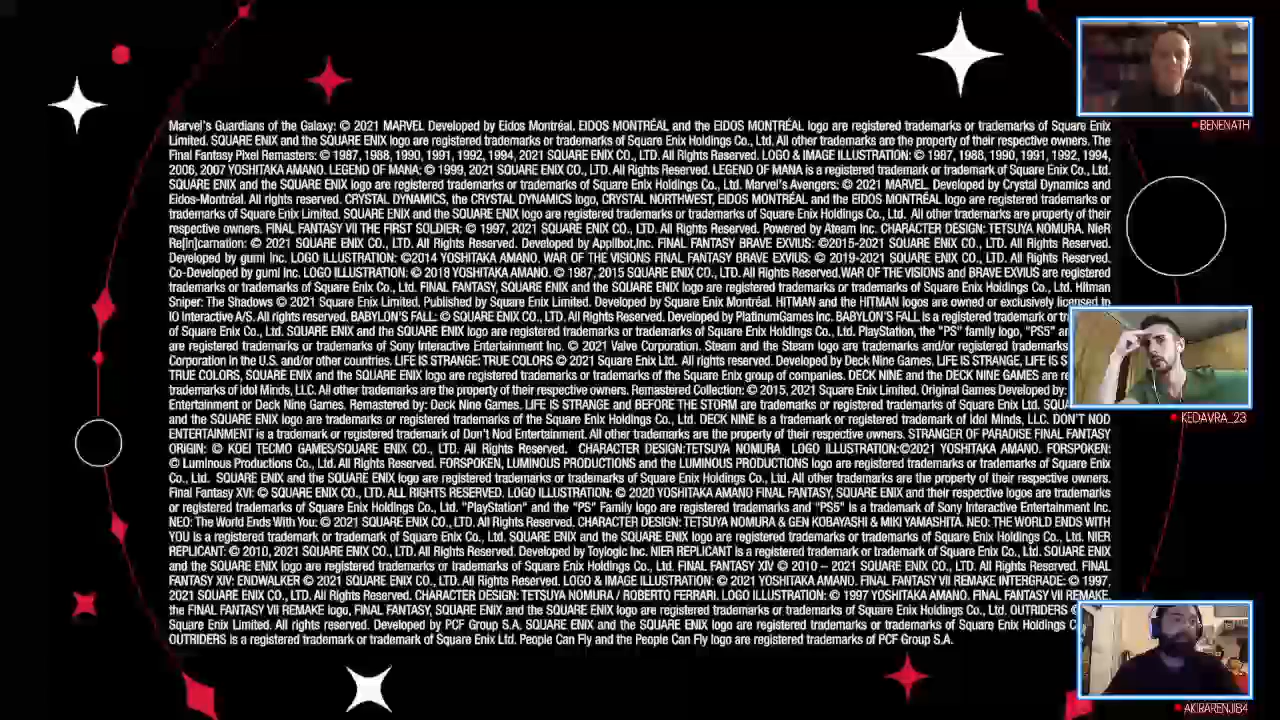 Marvel's Guardians of the Galaxy: © 2021 MARVEL Developed by Eidos Montréal. EIDOS MONTRÉAL and the EIDOS MONTRÉAL logo are registered trademarks or trademarks of Square Enix
Limited. SQUARE ENIX and the SQUARE ENIX logo are registered trademarks or trademarks of Square Enix Holdings Co., Ltd. All other trademarks are the property of their respective owners. The
Final Fantasy Pixel Remasters: © 1987, 1988, 1990, 1991, 1992, 1994, 2021 SQUARE ENIX CO., LTD. All Rights Reserved. LOGO & IMAGE ILLUSTRATION: © 1987, 1988, 1990, 1991, 1992, 1994,
2006, 2007 YOSHITAKA AMANO. LEGEND OF MANA: © 1999, 2021 SQUARE ENIX CO., LTD. All Rights Reserved. LEGEND OF MANA is a registered trademark or trademark of Square Enix Holdings Co., Ltd.
SQUARE ENIX and the SQUARE ENIX logo are registered trademarks or trademarks of Square Enix Holdings Co., Ltd. Marvel's Avengers: © 2021 MARVEL. Developed by Crystal Dynamics and
Eidos-Montréal. All rights reserved. CRYSTAL DYNAMICS, the CRYSTAL DYNAMICS logo, CRYSTAL NORTHWEST, EIDOS MONTRÉAL and the EIDOS MONTRÉAL logo are registered trademarks or
trademarks of Square Enix Limited. SQUARE ENIX and the SQUARE ENIX logo are registered trademarks or trademarks of Square Enix Holdings Co., Ltd. All other trademarks are property of their
respective owners. FINAL FANTASY VII THE FIRST SOLDIER: © 1997, 2021 SQUARE ENIX CO., LTD. All Rights Reserved. Powered by Ateam Inc. CHARACTER DESIGN: TETSUYA NOMURA. NieR
Re[in]carnation: © 2021 SQUARE ENIX CO., LTD. All Rights Reserved. Developed by Applibot,Inc. FINAL FANTASY BRAVE EXVIUS: ©2015-2021 SQUARE ENIX CO., LTD. All Rights Reserved.
Developed by gumi Inc. LOGO ILLUSTRATION: ©2014 YOSHITAKA AMANO. WAR OF THE VISIONS FINAL FANTASY BRAVE EXVIUS: © 2019-2021 SQUARE ENIX CO., LTD. All Rights Reserved.
Co-Developed by gumi Inc. LOGO ILLUSTRATION: © 2018 YOSHITAKA AMANO. © 1987, 2015 SQUARE ENIX CO., LTD. All Rights Reserved.WAR OF THE VISIONS and BRAVE EXVIUS are registered
trademarks or trademarks of Square Enix Co., Ltd. FINAL FANTASY, SQUARE ENIX and the SQUARE ENIX logo are registered trademarks or trademarks of Square Enix Holdings Co., Ltd. Hitman
Sniper: The Shadows © 2021 Square Enix Limited. Published by Square Enix Limited. Developed by Square Enix Montréal. HITMAN and the HITMAN logos are owned or exclusively licensed to
IO Interactive A/S. All rights reserved. BABYLON'S FALL: © 2021 SQUARE ENIX CO., LTD. All Rights Reserved. Developed by PlatinumGames Inc. BABYLON'S FALL is a registered trademark or
of Square Enix Co., Ltd. SQUARE ENIX and the SQUARE ENIX logo are registered trademarks or trademarks of Square Enix Holdings Co., Ltd. PlayStation, the "PS" family logo, "PS5"
are registered trademarks or trademarks of Sony Interactive Entertainment Inc. © 2021 Valve Corporation. Steam and the Steam logo are trademarks and/or registered trademarks
Corporation in the U.S. and/or other countries. LIFE IS STRANGE: TRUE COLORS © 2021 Square Enix Ltd. All rights reserved. Developed by Deck Nine Games. LIFE IS STRANGE, LIFE IS
TRUE COLORS, SQUARE ENIX and the SQUARE ENIX logo are registered trademarks or trademarks of the Square Enix group of companies. DECK NINE and the DECK NINE GAMES are
trademarks of Idol Minds, LLC. All other trademarks are the property of their respective owners. Remastered Collection: © 2015, 2021 Square Enix Limited. Original Games Developed by
Entertainment or Deck Nine Games. Remastered by: Deck Nine Games. LIFE IS STRANGE and BEFORE THE STORM are trademarks or registered trademarks of Square Enix Ltd.
and the SQUARE ENIX logo are trademarks or registered trademarks of the Square Enix Holdings Co., Ltd. DECK NINE is a trademark or registered trademark of Idol Minds, LLC. DON'T NOD
ENTERTAINMENT is a trademark or registered trademark of Don't Nod Entertainment. All other trademarks are the property of their respective owners. STRANGER OF PARADISE FINAL FANTASY
ORIGIN: © KOEI TECMO GAMES/SQUARE ENIX CO., LTD. All Rights Reserved. CHARACTER DESIGN:TETSUYA NOMURA LOGO ILLUSTRATION:©2021 YOSHITAKA AMANO. FORSPOKEN:
© Luminous Productions Co., Ltd. All Rights Reserved. FORSPOKEN, LUMINOUS PRODUCTIONS and the LUMINOUS PRODUCTIONS logo are registered trademarks or trademarks of Square Enix
Co., Ltd. SQUARE ENIX and the SQUARE ENIX logo are registered trademarks or trademarks of Square Enix Holdings Co., Ltd. All other trademarks are the property of their respective owners.
Final Fantasy XVI: © SQUARE ENIX CO., LTD. ALL RIGHTS RESERVED. LOGO ILLUSTRATION: © 2020 YOSHITAKA AMANO FINAL FANTASY, SQUARE ENIX and their respective logos are trademarks
or registered trademarks of Square Enix Holdings Co., Ltd. "PlayStation" and the "PS" Family logo are registered trademarks and "PS5" is a trademark of Sony Interactive Entertainment Inc.
NEO: The World Ends With You: © 2021 SQUARE ENIX CO., LTD. All Rights Reserved. CHARACTER DESIGN: TETSUYA NOMURA & GEN KOBAYASHI & MIKI YAMASHITA. NEO: THE WORLD ENDS WITH
YOU is a registered trademark or trademark of Square Enix Co., Ltd. SQUARE ENIX and the SQUARE ENIX logo are registered trademarks or trademarks of Square Enix Holdings Co., Ltd. NIER
REPLICANT: © 2010, 2021 SQUARE ENIX CO., LTD. All Rights Reserved. Developed by Toylogic Inc. NIER REPLICANT is a registered trademark or trademark of Square Enix Co., Ltd. SQUARE ENIX
and the SQUARE ENIX logo are registered trademarks or trademarks of Square Enix Holdings Co., Ltd. FINAL FANTASY XIV © 2010 – 2021 SQUARE ENIX CO., LTD. All Rights Reserved. FINAL
FANTASY XIV: ENDWALKER © 2021 SQUARE ENIX CO., LTD. All Rights Reserved. LOGO & IMAGE ILLUSTRATION: © 2021 YOSHITAKA AMANO. FINAL FANTASY VII REMAKE INTERGRADE: © 1997,
2021 SQUARE ENIX CO., LTD. All Rights Reserved. CHARACTER DESIGN: TETSUYA NOMURA / ROBERTO FERRARI. LOGO ILLUSTRATION: © 1997 YOSHITAKA AMANO. FINAL FANTASY VII REMAKE,
the FINAL FANTASY VII REMAKE logo, FINAL FANTASY, SQUARE ENIX and the SQUARE ENIX logo are registered trademarks or trademarks of Square Enix Holdings Co., Ltd. OUTRIDERS ©
Square Enix Limited. All rights reserved. Developed by PCF Group S.A. SQUARE ENIX and the SQUARE ENIX logo are registered trademarks or trademarks of Square Enix Holdings
OUTRIDERS is a registered trademark or trademark of Square Enix Ltd. People Can Fly and the People Can Fly logo are registered trademarks of PCF Group S.A.
BENENATH
KEDAVRA_23
AKIBARENJI84